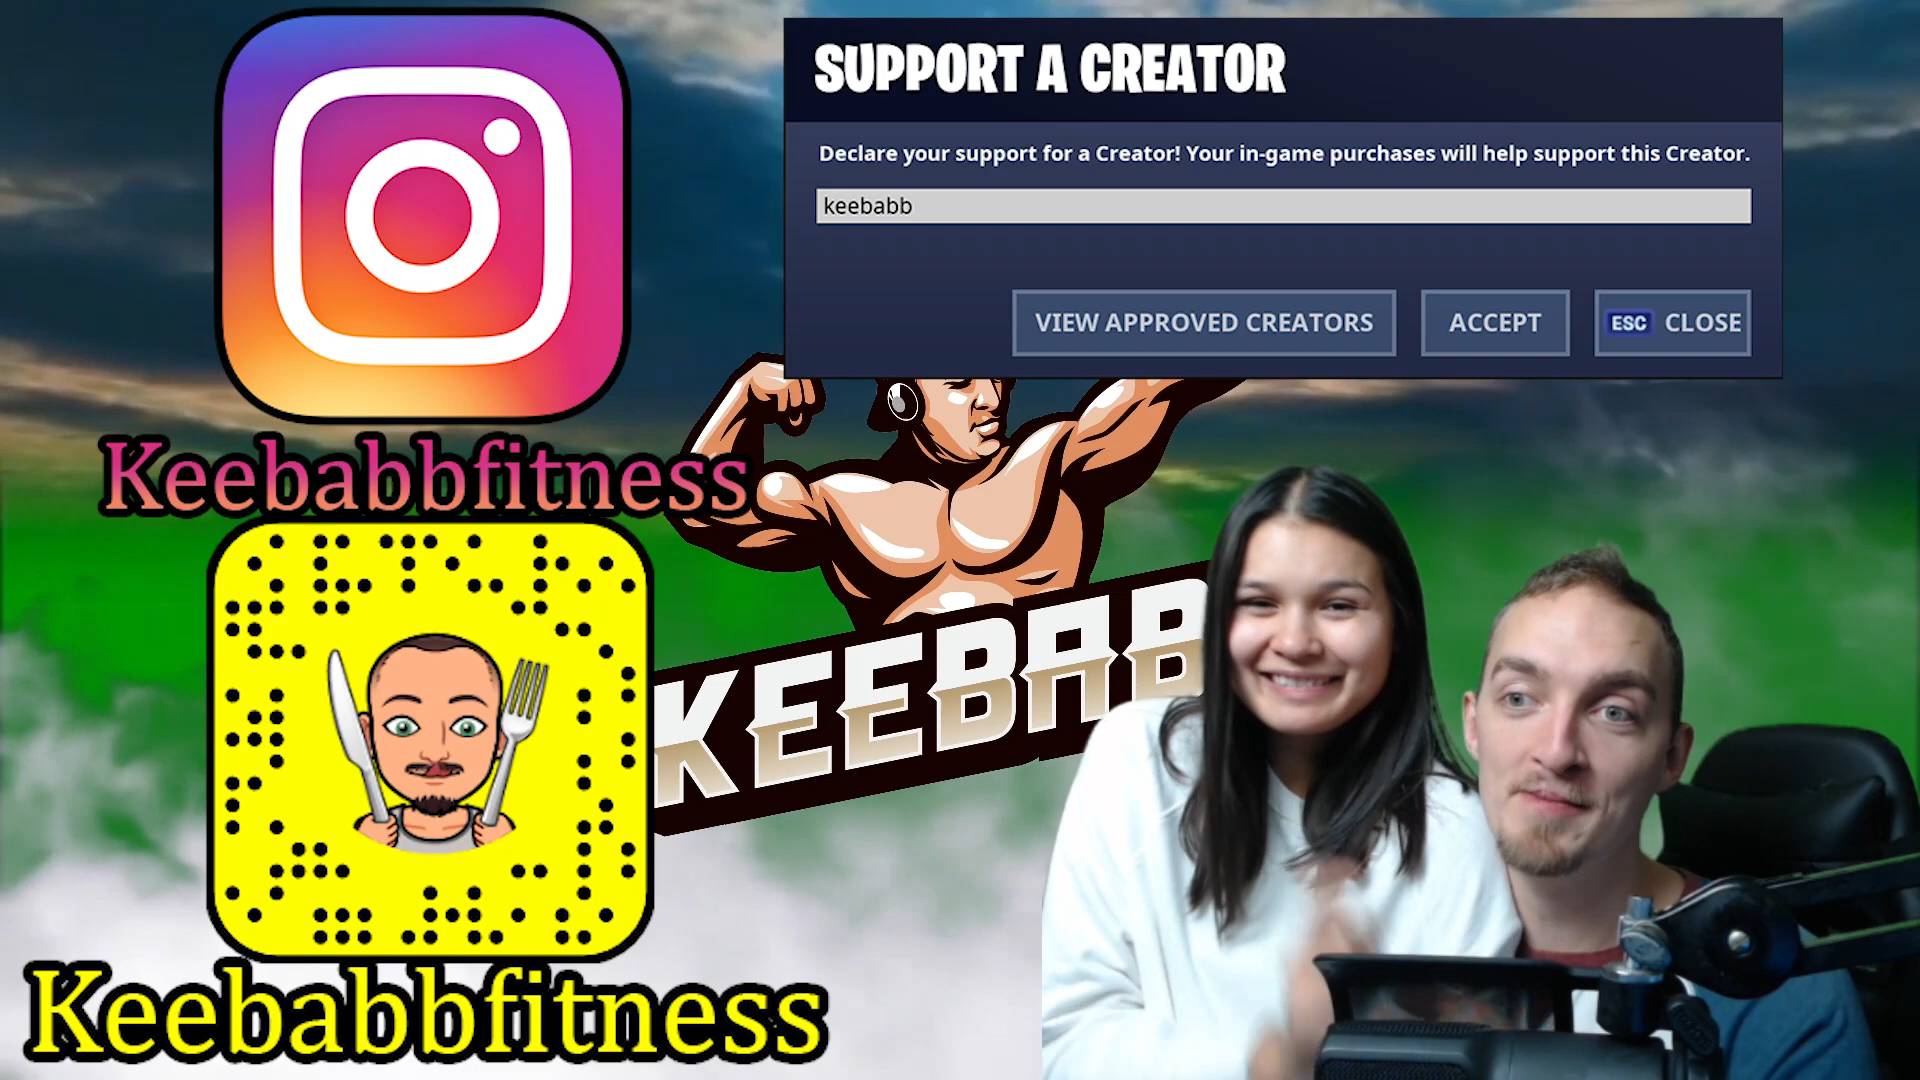 SUPPORT A CREATOR
Declare your support for a Creator! Your in-game purchases will help support this Creator.
keebabb
VIEW APPROVED CREATORS
ACCEPT
ESC CLOSE
Keebabbfitness
KEEBAB
Keebabbfitness